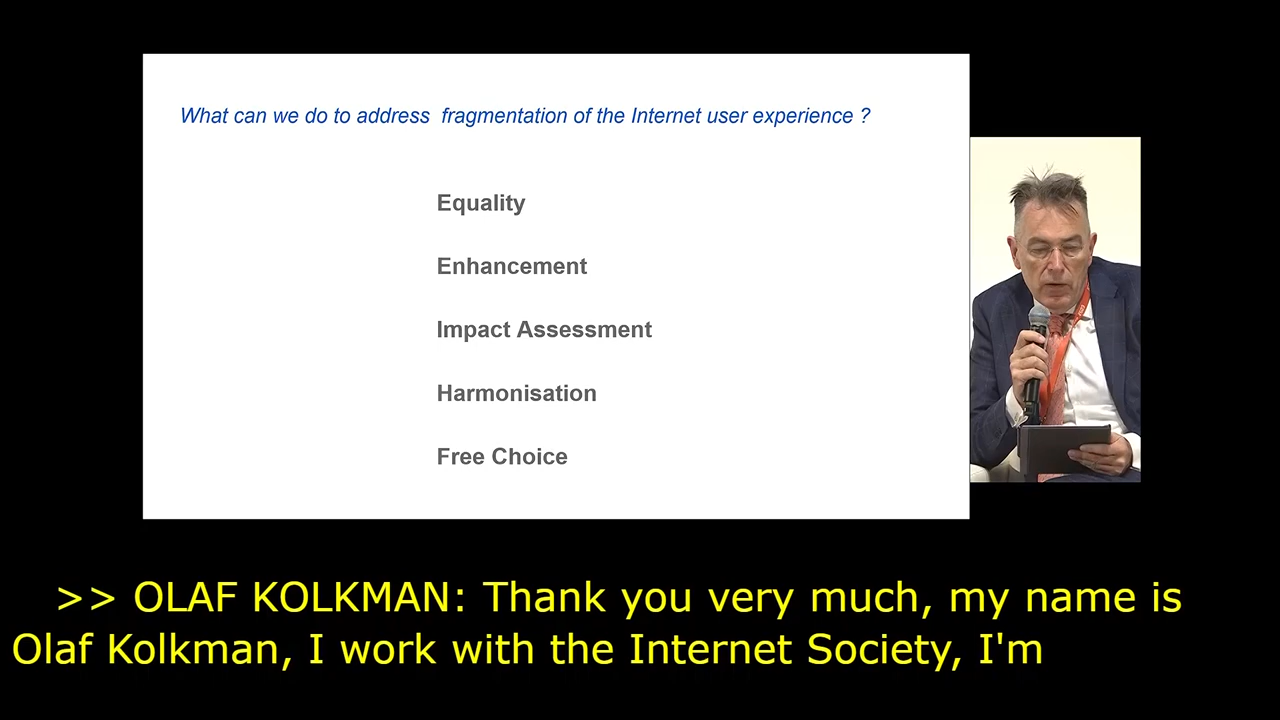 What can we do to address fragmentation of the Internet user experience ?
Equality
Enhancement
Impact Assessment
Harmonisation
Free Choice
>> OLAF KOLKMAN: Thank you very much, my name is
Olaf Kolkman, I work with the Internet Society, I'm